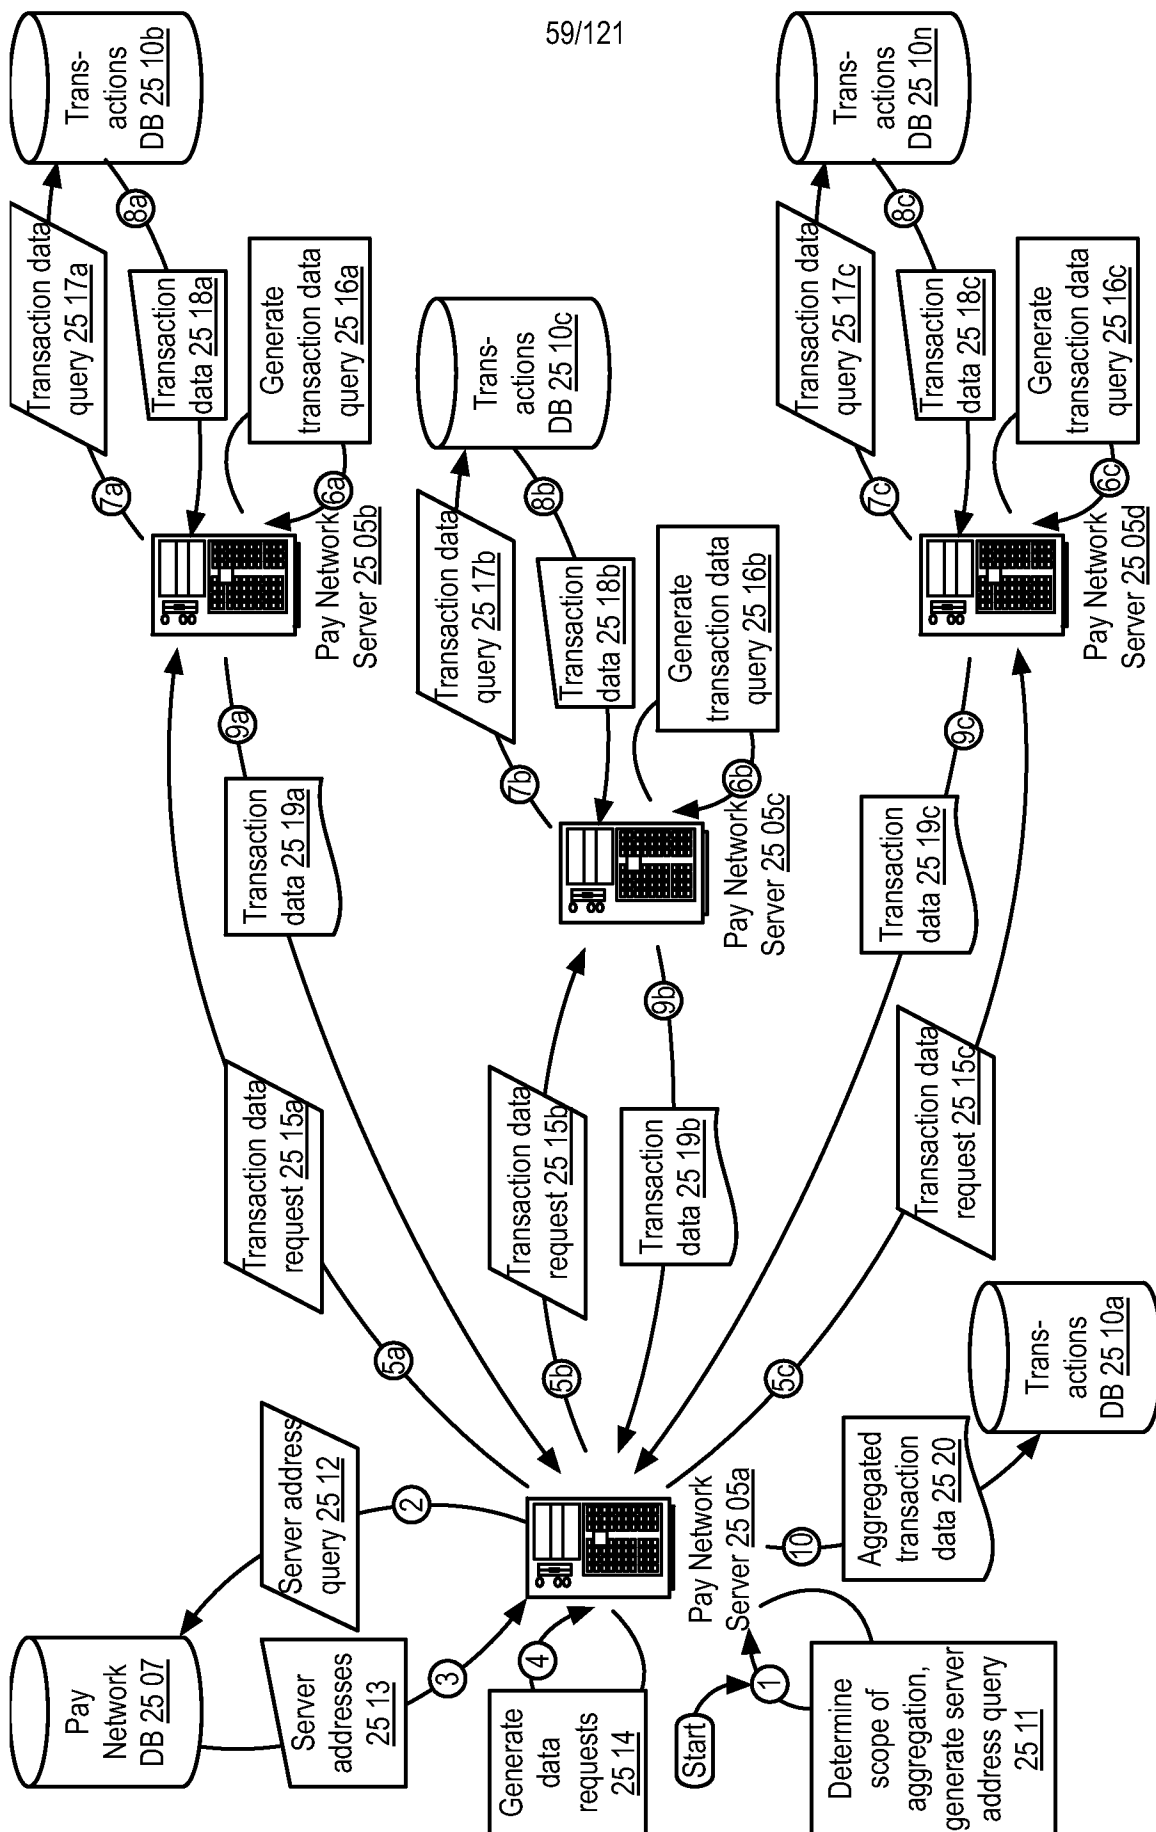 59/121
Pay
Network
DB 25 07
Server address
query 25 12
2
Server
addresses
25 13
3
Generate
data
requests
25 14
4
Start
1
Determine
scope of
aggregation,
generate server
address query
25 11
Pay Network
Server 25 05a
10
Aggregated
transaction
data 25 20
Trans-
actions
DB 25 10a
5a
Transaction data
request 25 15a
5b
Transaction data
request 25 15b
5c
Transaction data
request 25 15c
Transaction
data 25 19a
9a
Transaction
data 25 19b
9b
Transaction
data 25 19c
9c
Pay Network
Server 25 05b
6a
Generate
transaction data
query 25 16a
7a
Transaction data
query 25 17a
Trans-
actions
DB 25 10b
8a
Transaction
data 25 18a
Pay Network
Server 25 05c
6b
Generate
transaction data
query 25 16b
7b
Transaction data
query 25 17b
Trans-
actions
DB 25 10c
8b
Transaction
data 25 18b
Pay Network
Server 25 05d
6c
Generate
transaction data
query 25 16c
7c
Transaction data
query 25 17c
Trans-
actions
DB 25 10n
8c
Transaction
data 25 18c